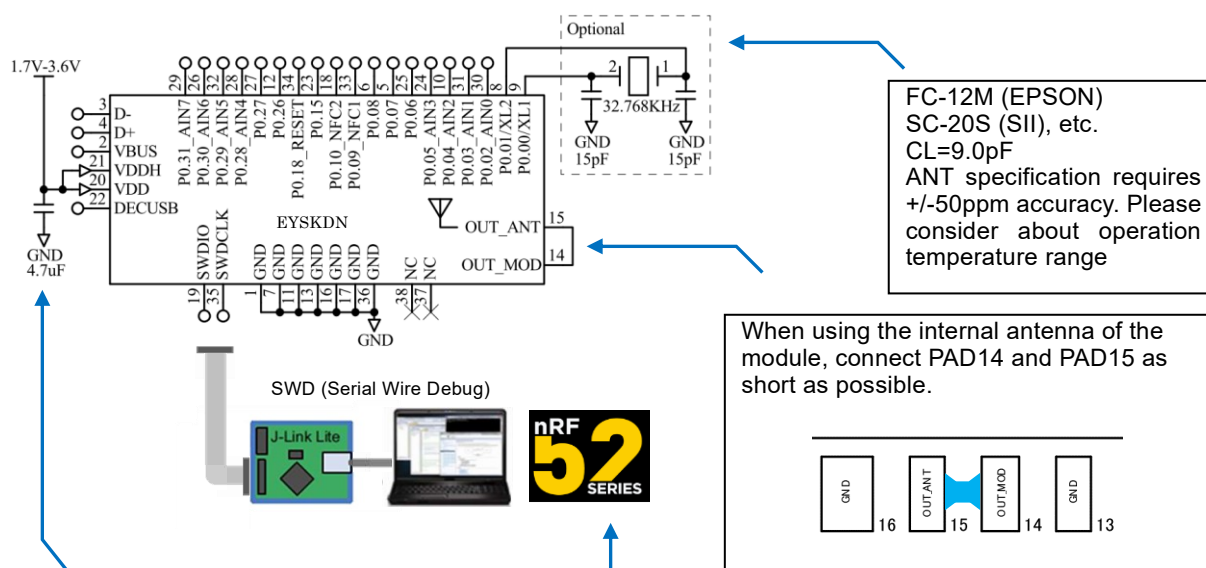 Optional
1.7V-3.6V
29
26
32
28
27
12
34
23
18
33
6
5
25
24
10
31
30
8
9
2
1
32.768KHz
GND
15pF
GND
15pF
3
4
2
21
20
22
D-
D+
VBUS
VDDH
VDD
DECUSB
P0.31_AIN7
P0.30_AIN6
P0.29_AIN5
P0.28_AIN4
P0.27
P0.26
P0.18_RESET
P0.15
P0.10_NFC2
P0.09_NFC1
P0.08
P0.07
P0.06
P0.05_AIN3
P0.04_AIN2
P0.03_AIN1
P0.02_AIN0
P0.01/XL2
P0.00/XL1
EYSKDN
OUT_ANT
15
OUT_MOD
14
GND
4.7uF
SWDIO
SWDCLK
GND
GND
GND
GND
GND
GND
GND
NC
NC
19
35
1
7
11
13
16
17
36
38
37
GND
FC-12M (EPSON)
SC-20S (SII), etc.
CL=9.0pF
ANT specification requires
+/-50ppm accuracy. Please
consider about operation
temperature range
When using the internal antenna of the
module, connect PAD14 and PAD15 as
short as possible.
GND
16
OUT_ANT
15
OUT_MOD
14
GND
13
SWD (Serial Wire Debug)
J-Link Lite
nRF
52
SERIES